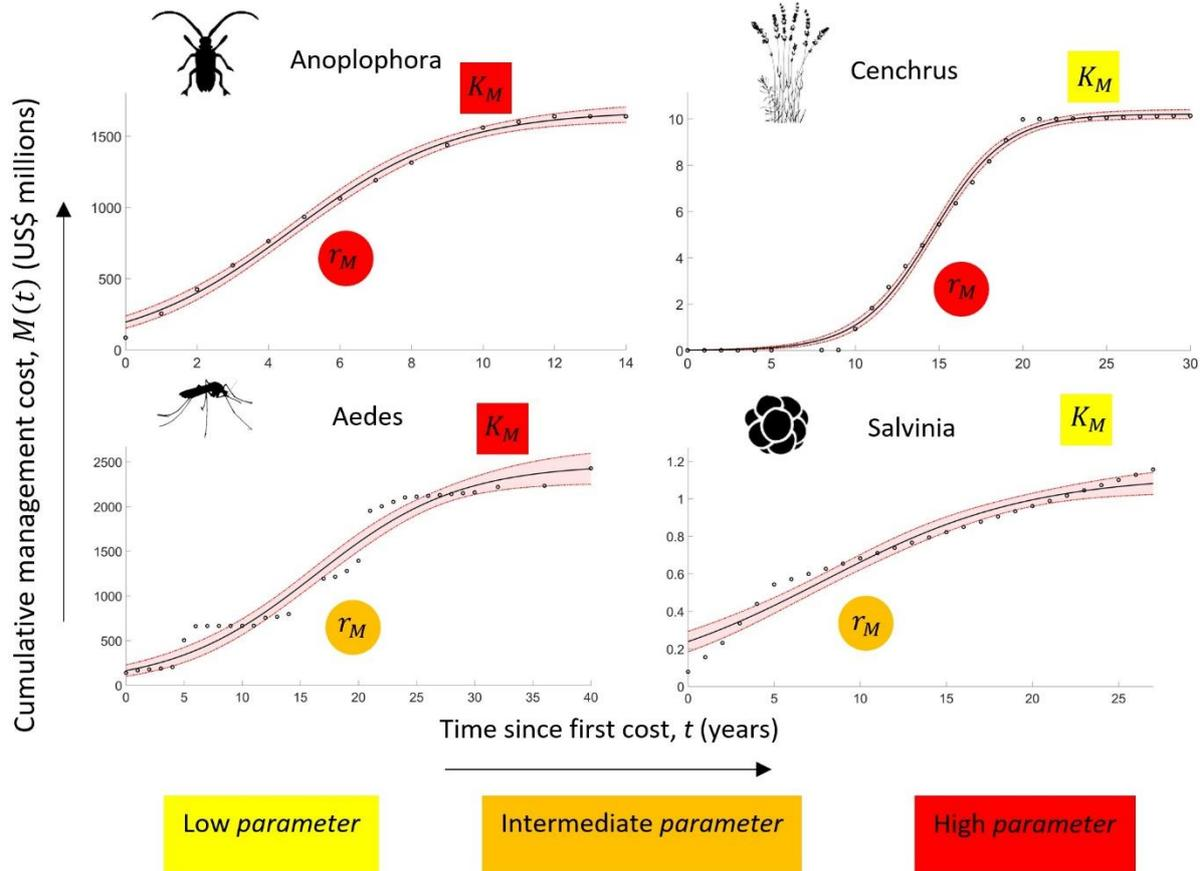 Cumulative management cost, M(t) (US$ millions)
Anoplophora
K_M
r_M
1500
1000
500
0
0 2 4 6 8 10 12 14
Cenchrus
K_M
r_M
10
8
6
4
2
0
0 5 10 15 20 25 30
Aedes
K_M
r_M
2500
2000
1500
1000
500
0
0 5 10 15 20 25 30 35 40
Salvinia
K_M
r_M
1.2
1
0.8
0.6
0.4
0.2
0
0 5 10 15 20 25
Time since first cost, t (years)
Low parameter
Intermediate parameter
High parameter